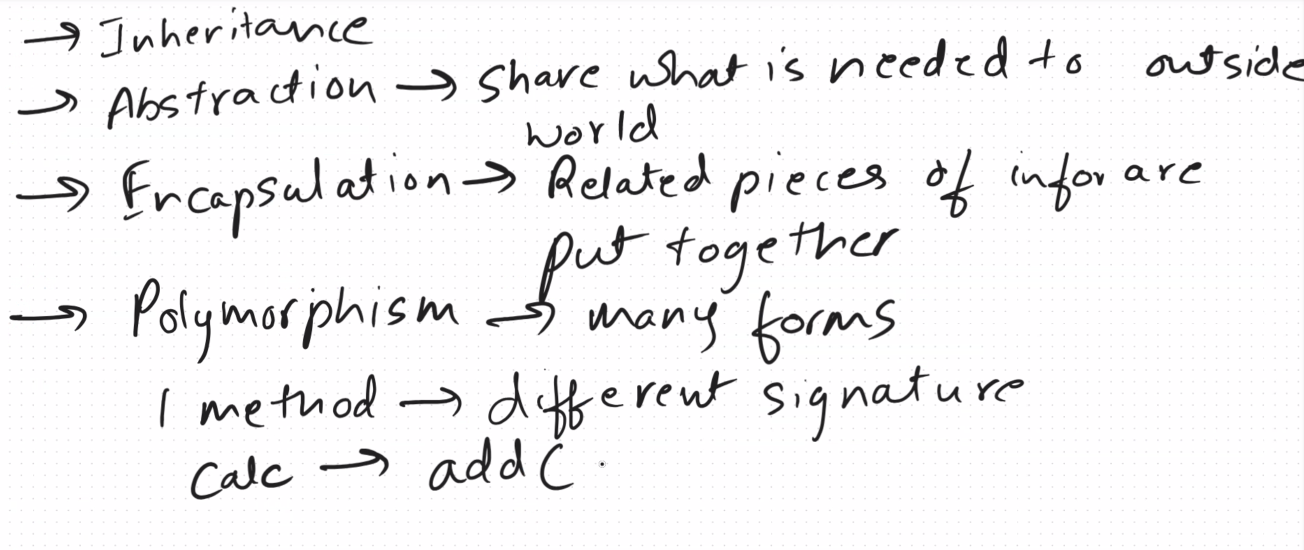 → Inheritance
→ Abstraction → Share what is needed to outside
world
→ Encapsulation → Related pieces of infor are
put together
→ Polymorphism → many forms
1 method → different signature
Calc → add(